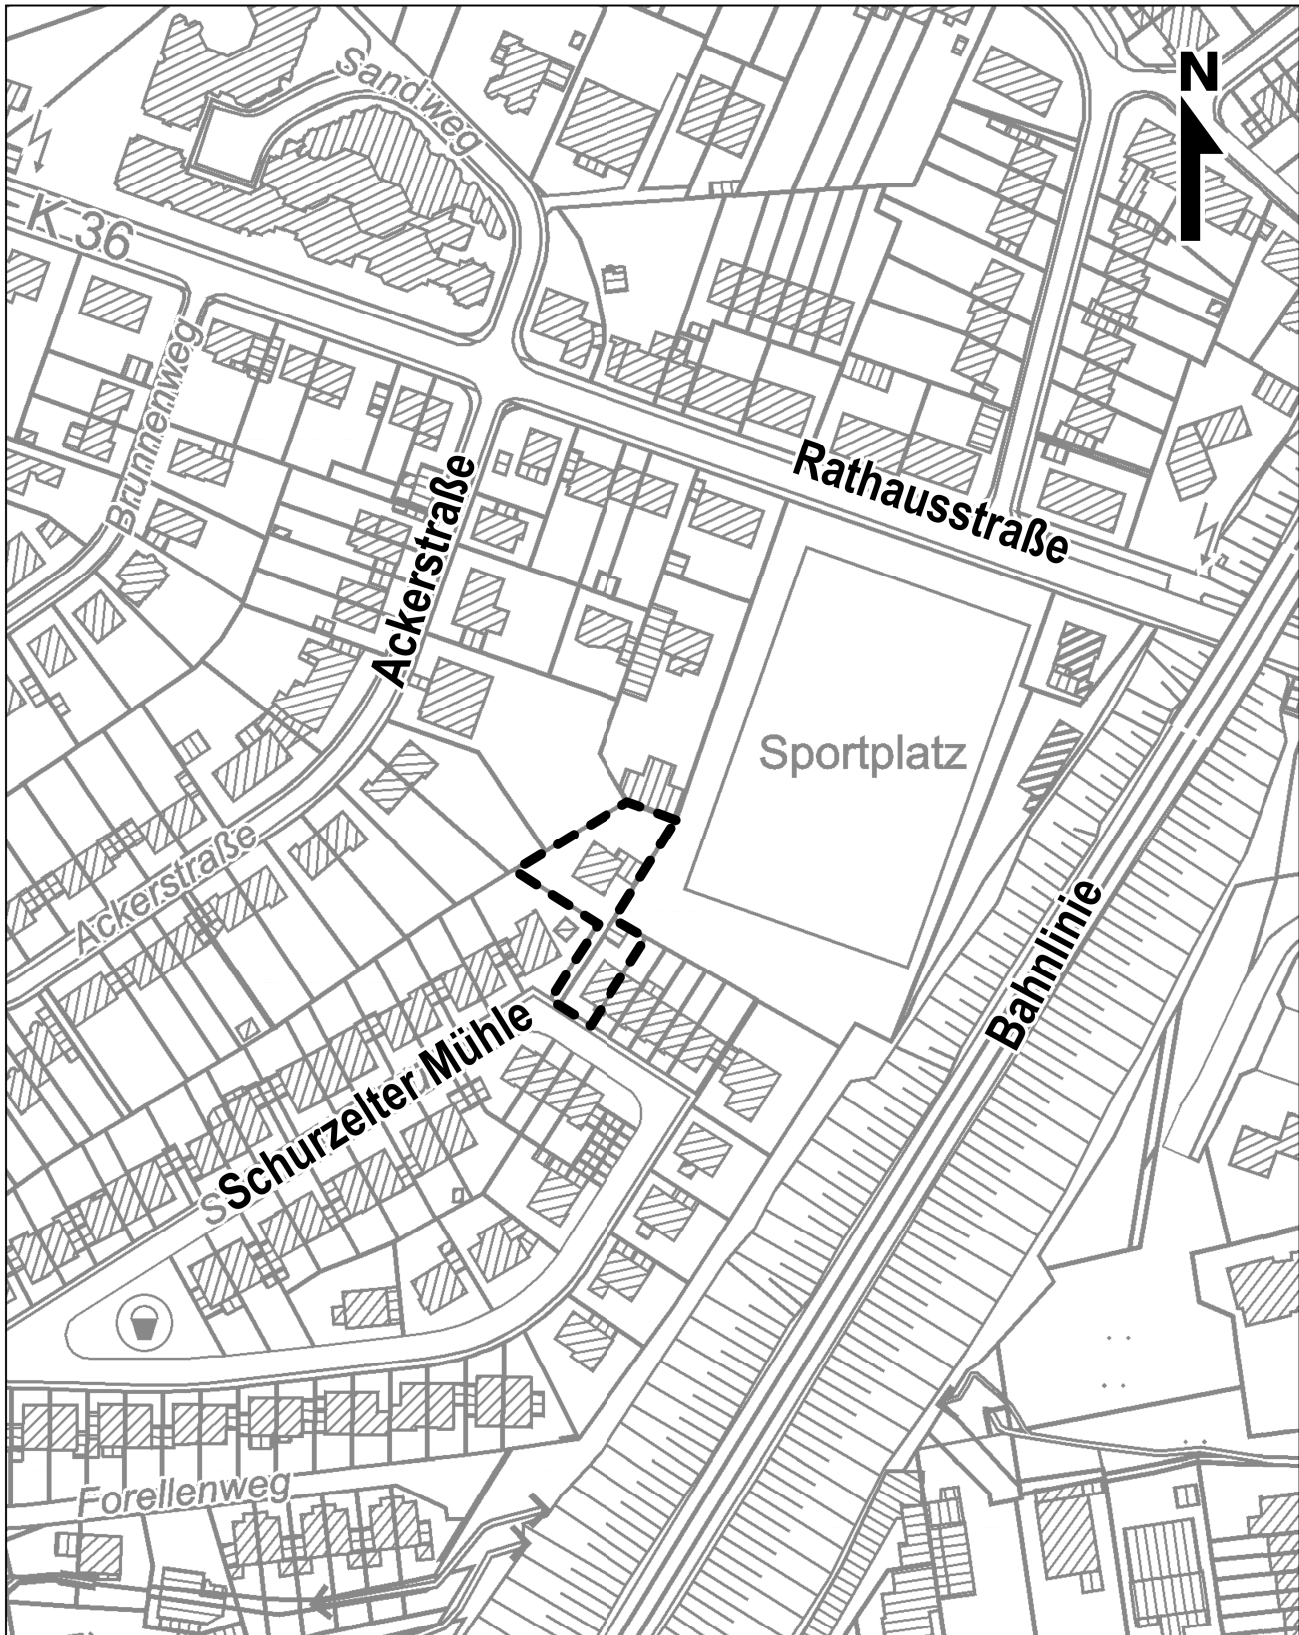 Sandweg
N
K 36
Brunnenweg
Ackerstraße
Rathausstraße
Sportplatz
Ackerstraße
Bahnlinie
S
Schurzelter Mühle
Forellenweg